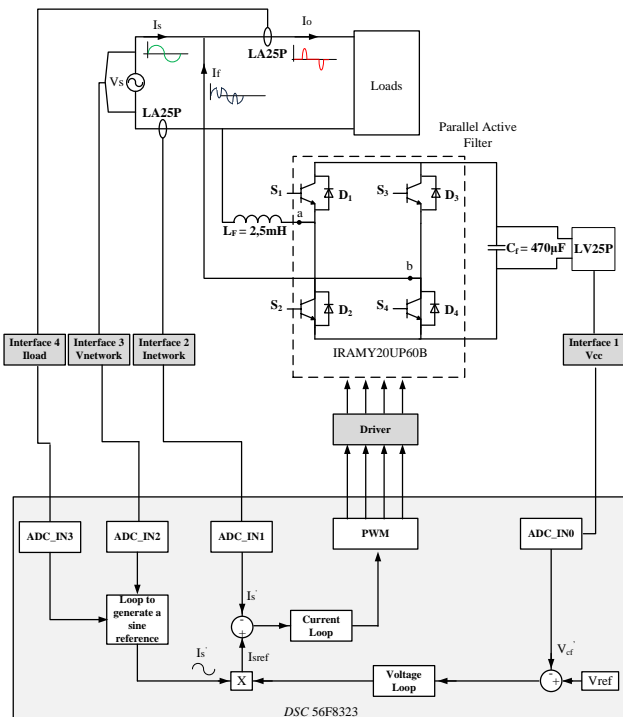 Is
Io
LA25P
If
Vs
LA25P
Loads
Parallel Active
Filter
S1
D1
S3
D3
a
LF = 2,5mH
Cf = 470µF
LV25P
b
S2
D2
S4
D4
IRAMY20UP60B
Interface 4
Iload
Interface 3
Vnetwork
Interface 2
Inetwork
Interface 1
Vcc
Driver
ADC_IN3
ADC_IN2
ADC_IN1
PWM
ADC_IN0
Loop to
generate a
sine
reference
Is'
-
+
Current
Loop
Is'
Isref
X
Voltage
Loop
Vcf'
-
+
Vref
DSC 56F8323